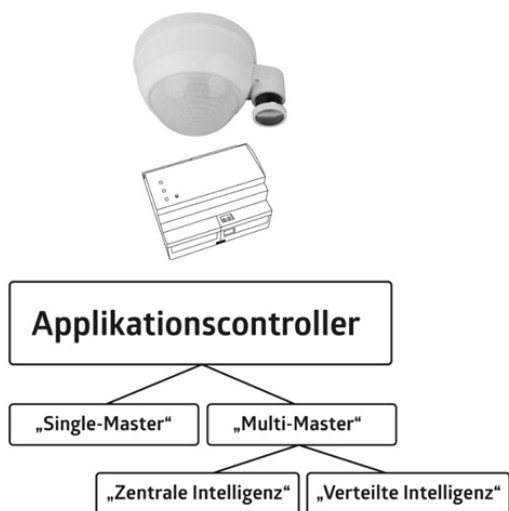 Applikationscontroller
„Single-Master“ „Multi-Master“
„Zentrale Intelligenz“ „Verteilte Intelligenz“